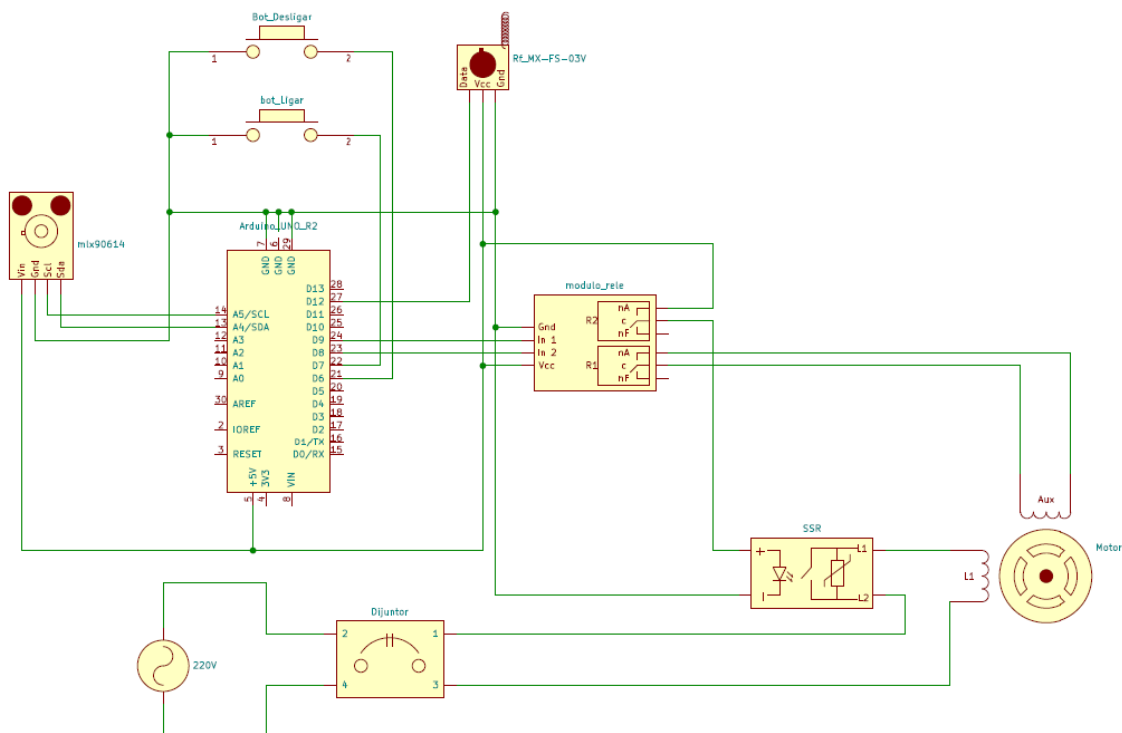 Bot_Desligar
1 2
bot_Ligar
1 2
Rf_MX-FS-03V
Data Vcc Gnd
mlx90614
Vin Gnd Scl Sda
Arduino_UNO_R2
7 6 29
GND GND GND
D13 28
D12 27
14 A5/SCL D11 26
13 A4/SDA D10 25
12 A3 D9 24
11 A2 D8 23
10 A1 D7 22
9 A0 D6 21
D5 20
30 AREF D4 19
D3 18
2 IOREF D2 17
D1/TX 16
3 RESET D0/RX 15
+5V 3V3 VIN
5 4 8
modulo_rele
nA
R2 c
nF
Gnd
In 1
In 2
Vcc
nA
R1 c
nF
Aux
Motor
L1
SSR
+ L1
L2
Dijuntor
2 1
4 3
220V